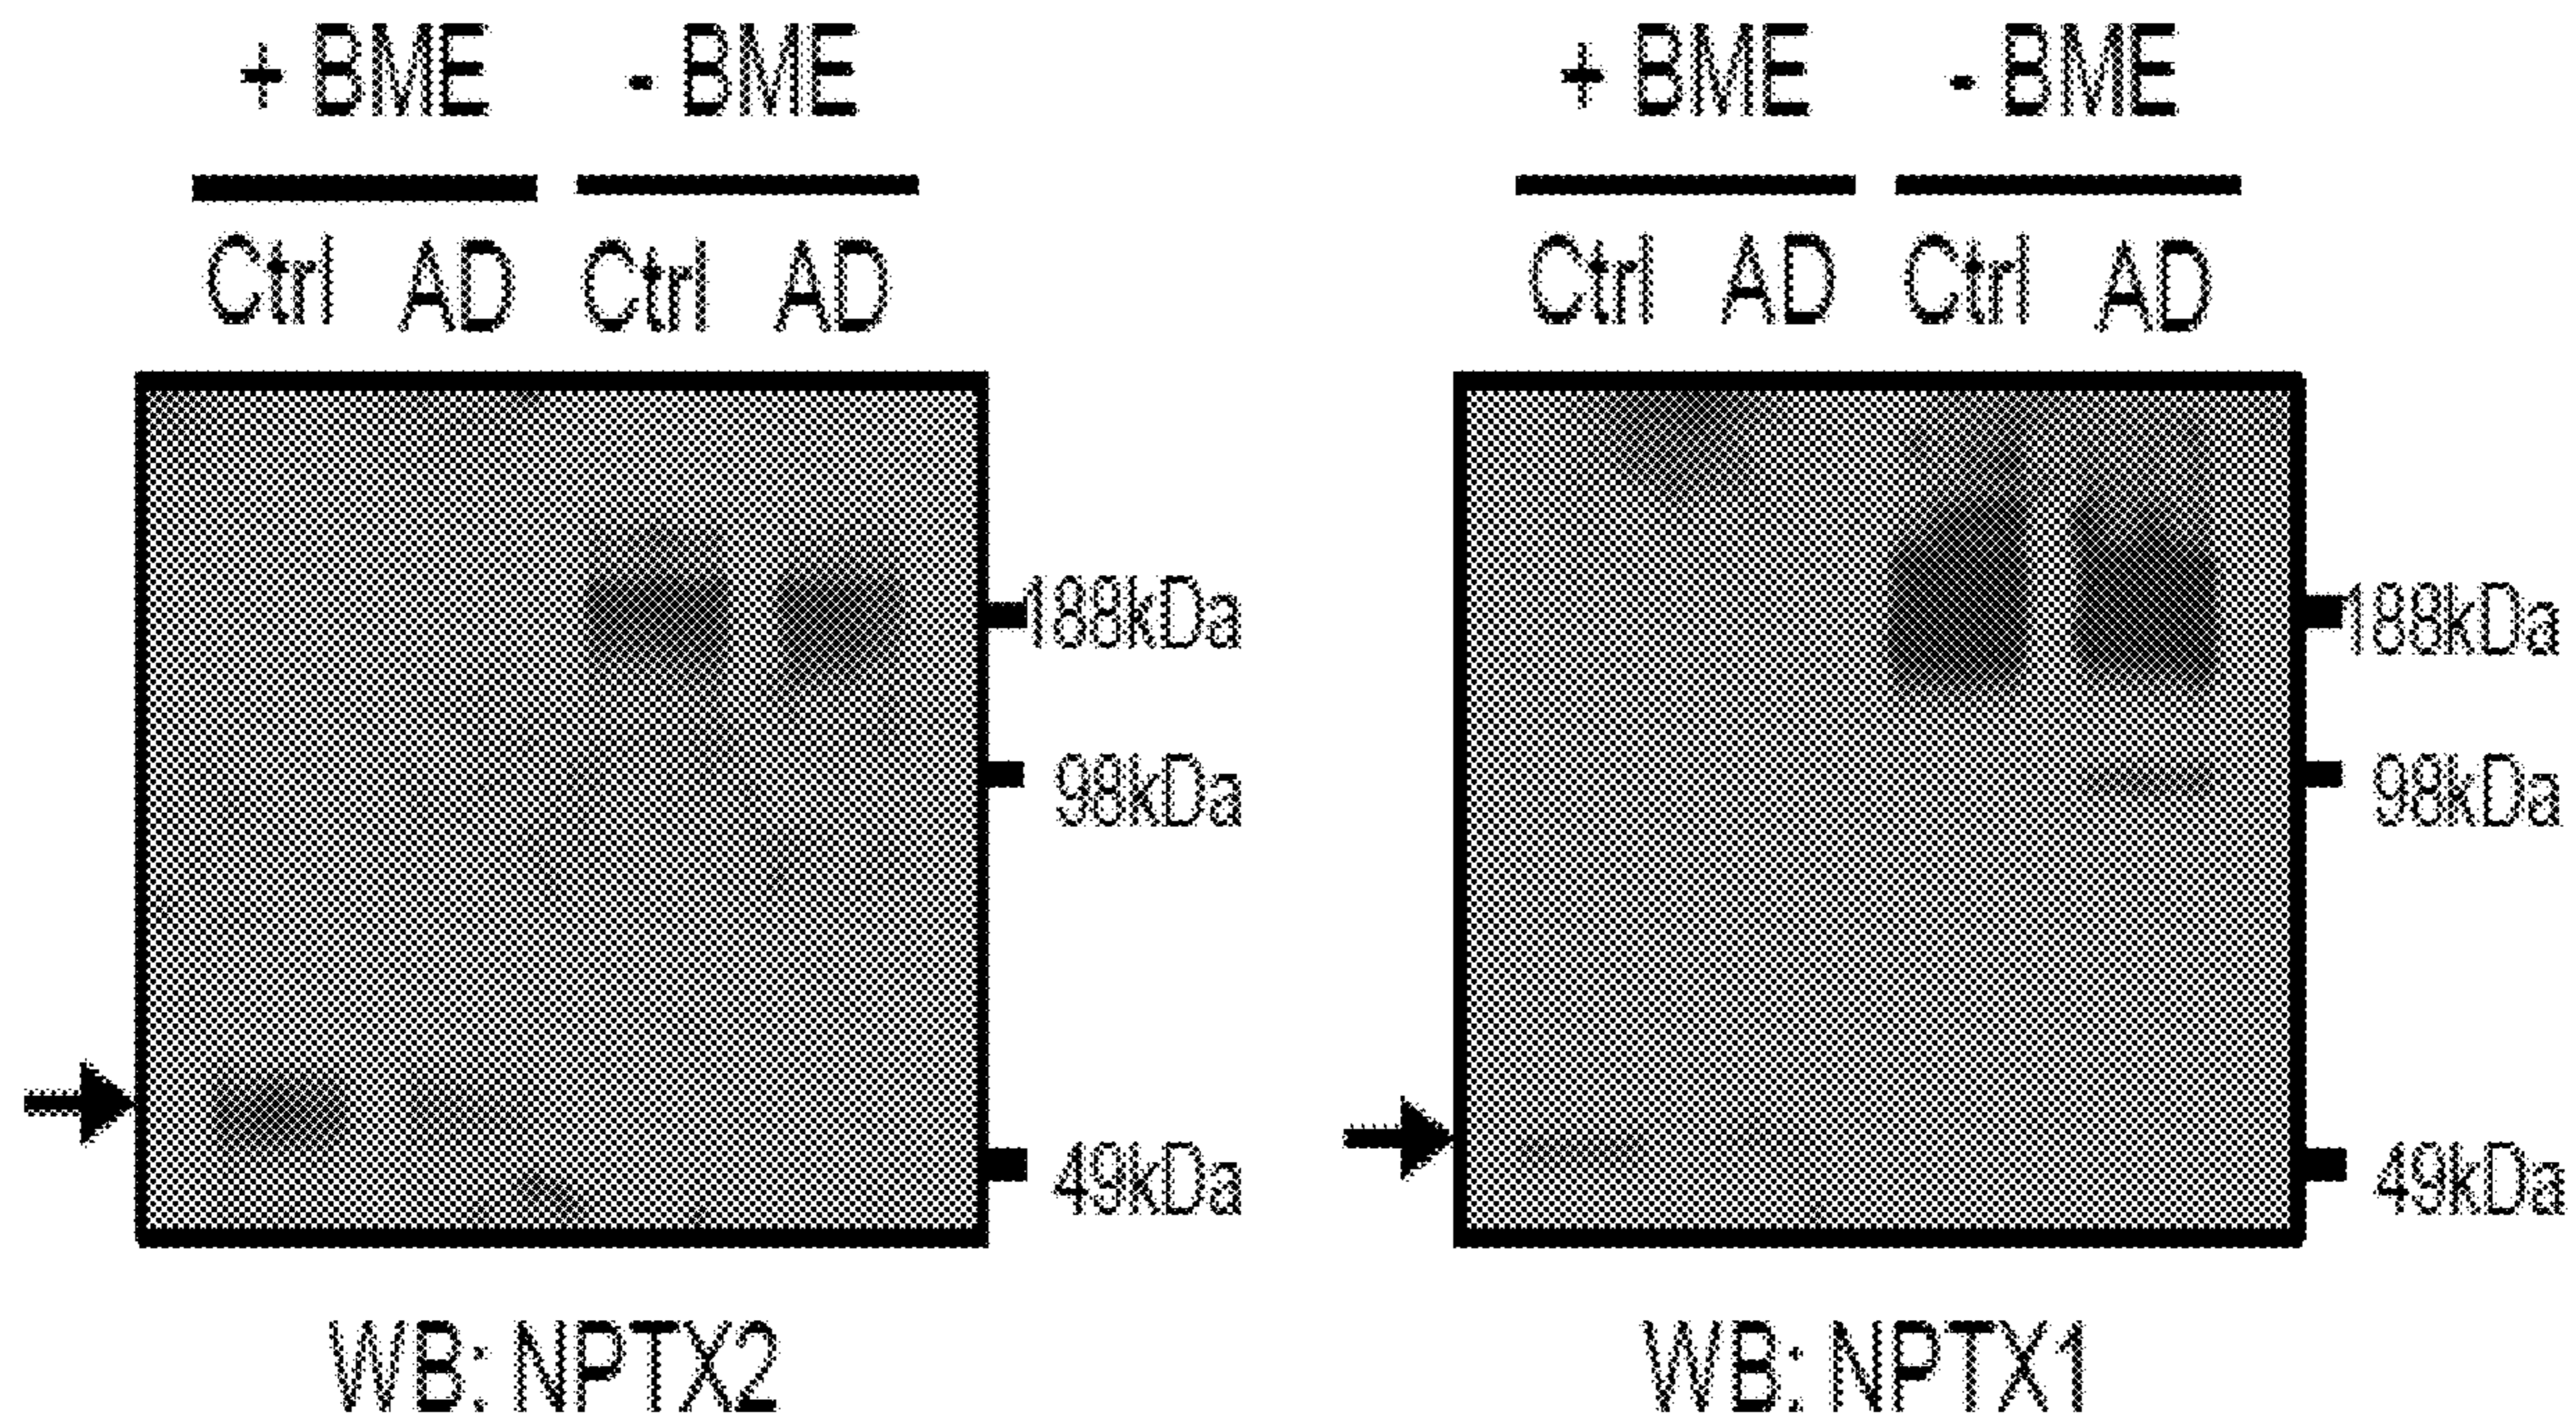 + BME - BME
Ctrl AD Ctrl AD
188kDa
98kDa
49kDa
WB: NPTX2
+ BME - BME
Ctrl AD Ctrl AD
188kDa
98kDa
49kDa
WB: NPTX1